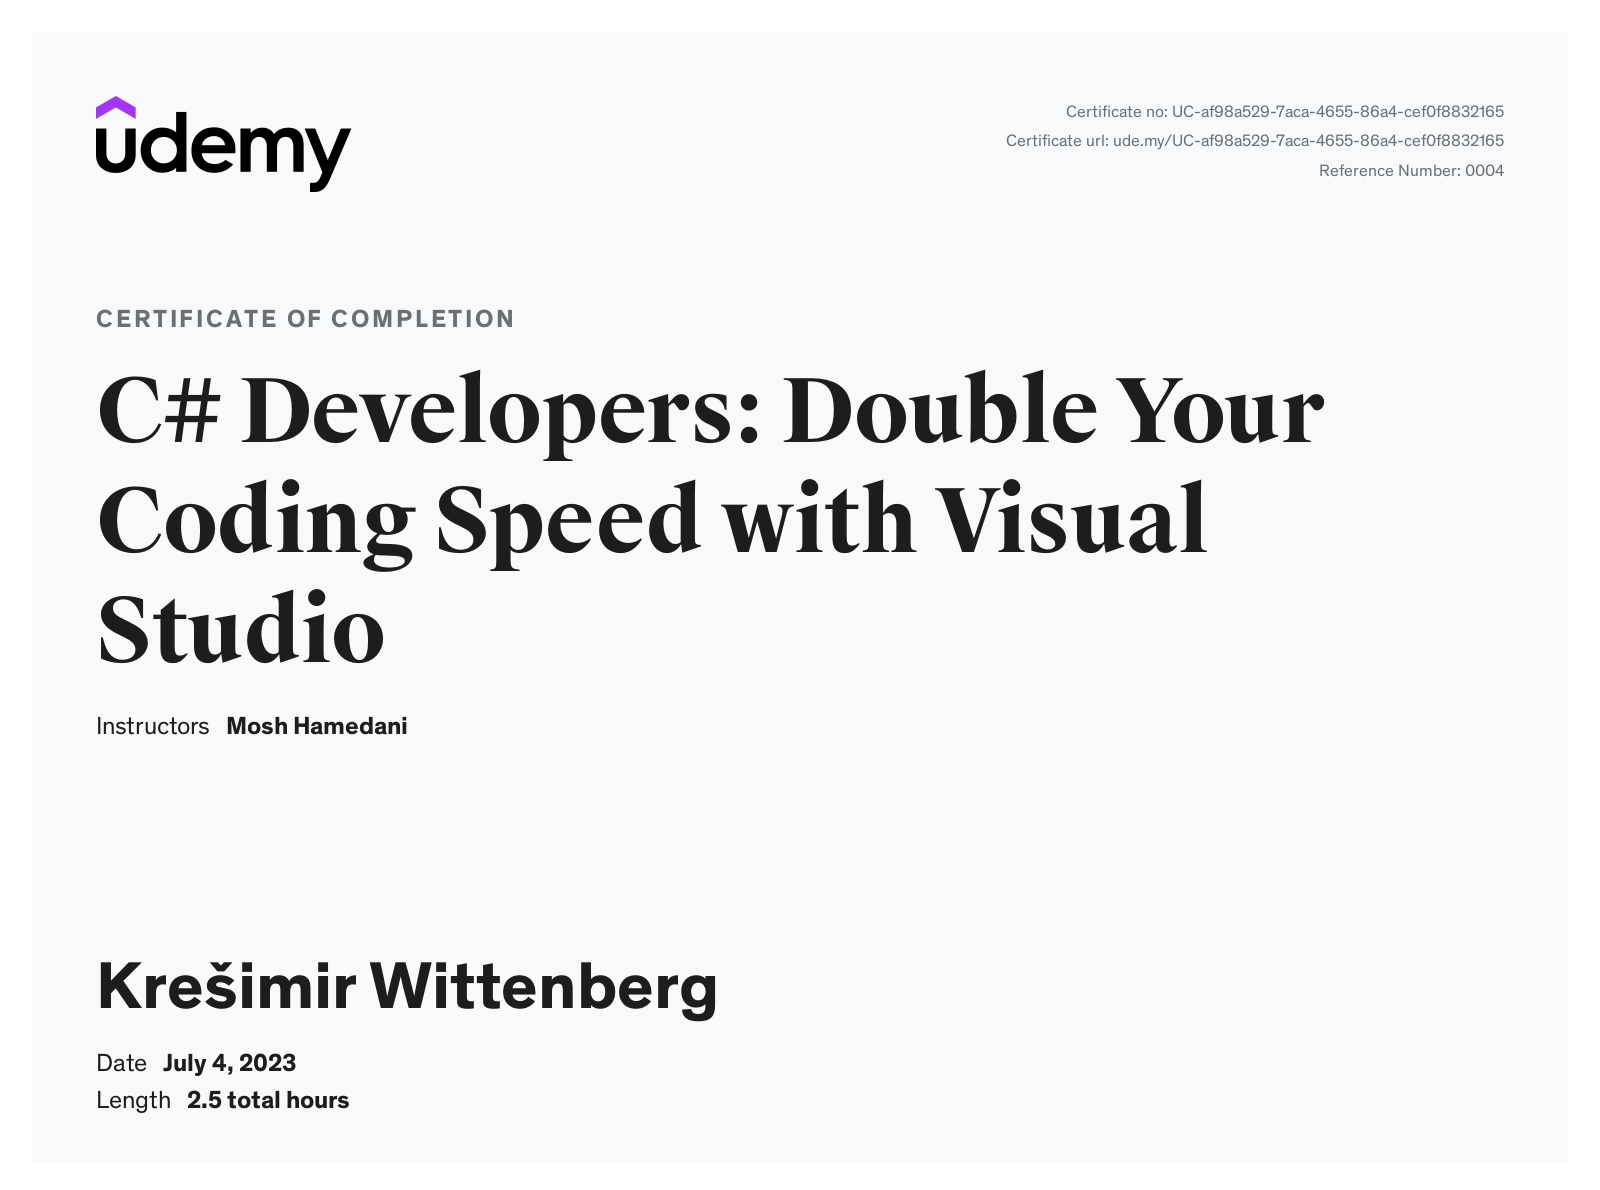 udemy
Certificate no: UC-af98a529-7aca-4655-86a4-cef0f8832165
Certificate url: ude.my/UC-af98a529-7aca-4655-86a4-cef0f8832165
Reference Number: 0004
CERTIFICATE OF COMPLETION
C# Developers: Double Your
Coding Speed with Visual
Studio
Instructors Mosh Hamedani
Krešimir Wittenberg
Date July 4, 2023
Length 2.5 total hours